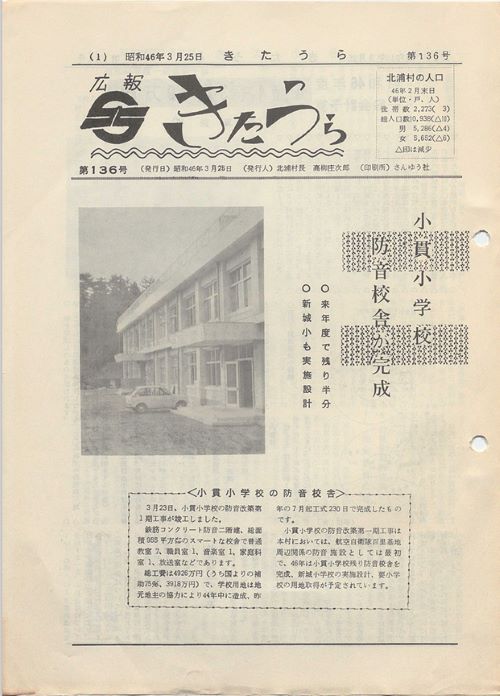 (1) 昭和46年3月25日 きたうら 第136号
広報
きたうら
北浦村の人口
46年2月末日
(単位・戸、人)
世帯数 2,273( 3)
総人口数10,938(△10)
男 5,286(△4)
女 5,652(△6)
△印は減少
第136号 (発行日)昭和46年3月25日 (発行人)北浦村長 高柳庄次郎 (印刷所)さんゆう社
小貫小学校
防音校舎が完成
○来年度で残り半分
○新城小も実施設計
<小貫小学校の防音校舎>
3月23日、小貫小学校の防音改築第
1期工事が竣工しました。
鉄筋コンクリート防音二階建、総面
積965平方㍍のスマートな校舎で普通
教室7、職員室1、音楽室1、家庭科
室1、放送室などであります。
総工費は4926万円(うち国よりの補
助75%、3918万円)で、学校用地は地
元地主の協力により44年中に造成、昨
年の7月起工式230日で完成したもの
です。
小貫小学校の防音改築第一期工事は
本村においては、航空自衛隊百里基地
周辺関係の防音施設としては最初
で、46年は小貫小学校残り防音校舎を
完成、新城小学校の実施設計、要小学
校の用地取得が予定されています。